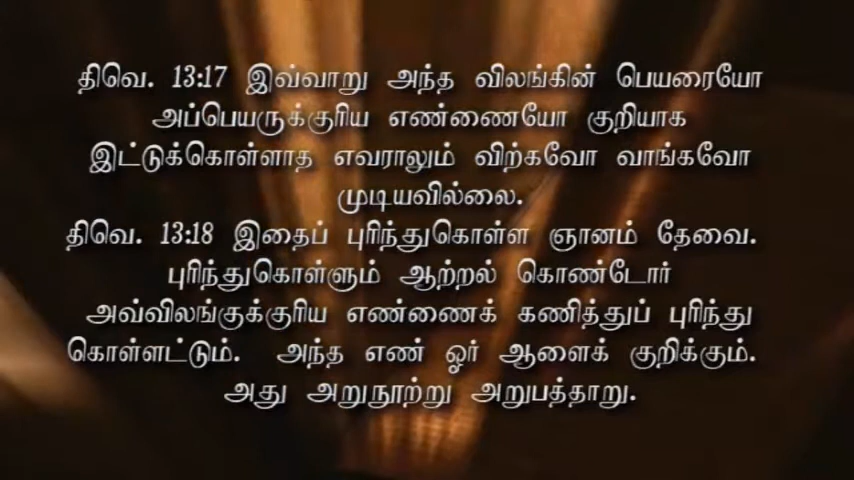 திவெ. 13:17 இவ்வாறு அந்த விலங்கின் பெயரையோ
அப்பெயருக்குரிய எண்ணையோ குறியாக
இட்டுக்கொள்ளாத எவராலும் விற்கவோ வாங்கவோ
முடியவில்லை.
திவெ. 13:18 இதைப் புரிந்துகொள்ள ஞானம் தேவை.
புரிந்துகொள்ளும் ஆற்றல் கொண்டோர்
அவ்விலங்குக்குரிய எண்ணைக் கணித்துப் புரிந்து
கொள்ளட்டும். அந்த எண் ஓர் ஆளைக் குறிக்கும்.
அது அறுநூற்று அறுபத்தாறு.